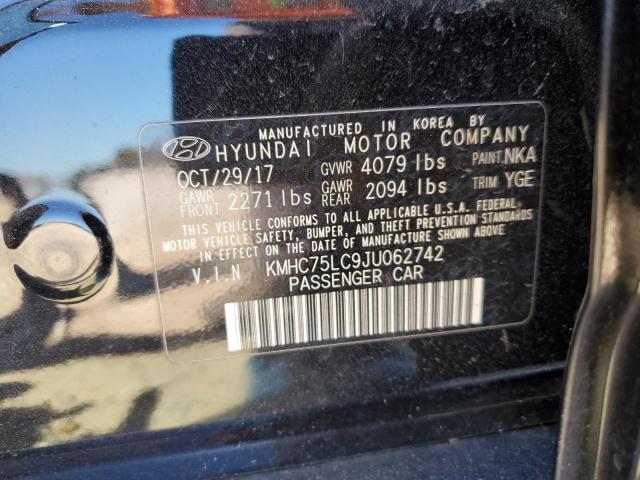 MANUFACTURED IN KOREA BY
HYUNDAI MOTOR COMPANY
OCT/29/17 GVWR 4079 lbs PAINT NKA
GAWR FRONT 2271 lbs GAWR REAR 2094 lbs TRIM YGE
THIS VEHICLE CONFORMS TO ALL APPLICABLE U.S.A. FEDERAL
MOTOR VEHICLE SAFETY, BUMPER, AND THEFT PREVENTION STANDARDS
IN EFFECT ON THE DATE OF MANUFACTURE SHOWN ABOVE.
V.I.N KMHC75LC9JU062742
PASSENGER CAR